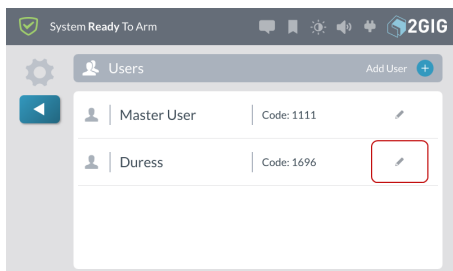 System Ready To Arm
2GIG
Users
Add User
Master User
Code: 1111
Duress
Code: 1696